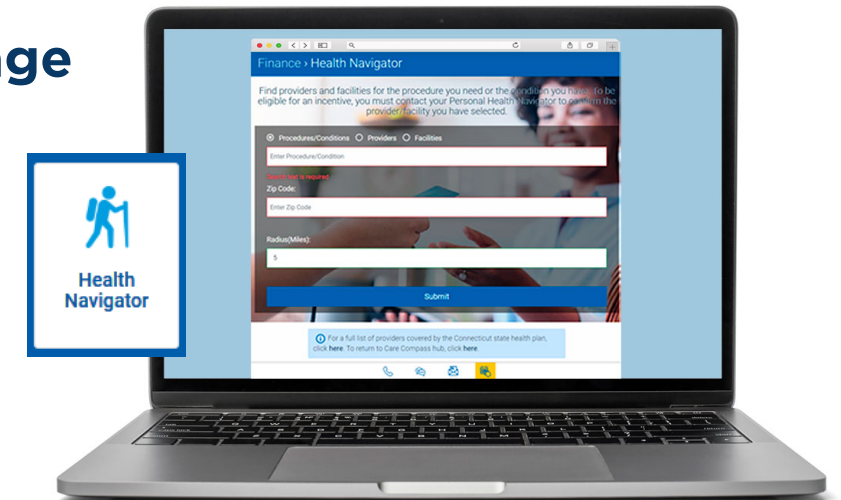 Finance › Health Navigator
Find providers and facilities for the procedure you need or the condition you have. To be
eligible for an incentive, you must contact your Personal Health Navigator to confirm the
provider/facility you have selected.
Procedures/Conditions Providers Facilities
Enter Procedure/Condition
text is required
Zip Code:
Enter Zip Code
Radius(Miles):
5
Submit
For a full list of providers covered by the Connecticut state health plan,
click here. To return to Care Compass hub, click here.
Health
Navigator